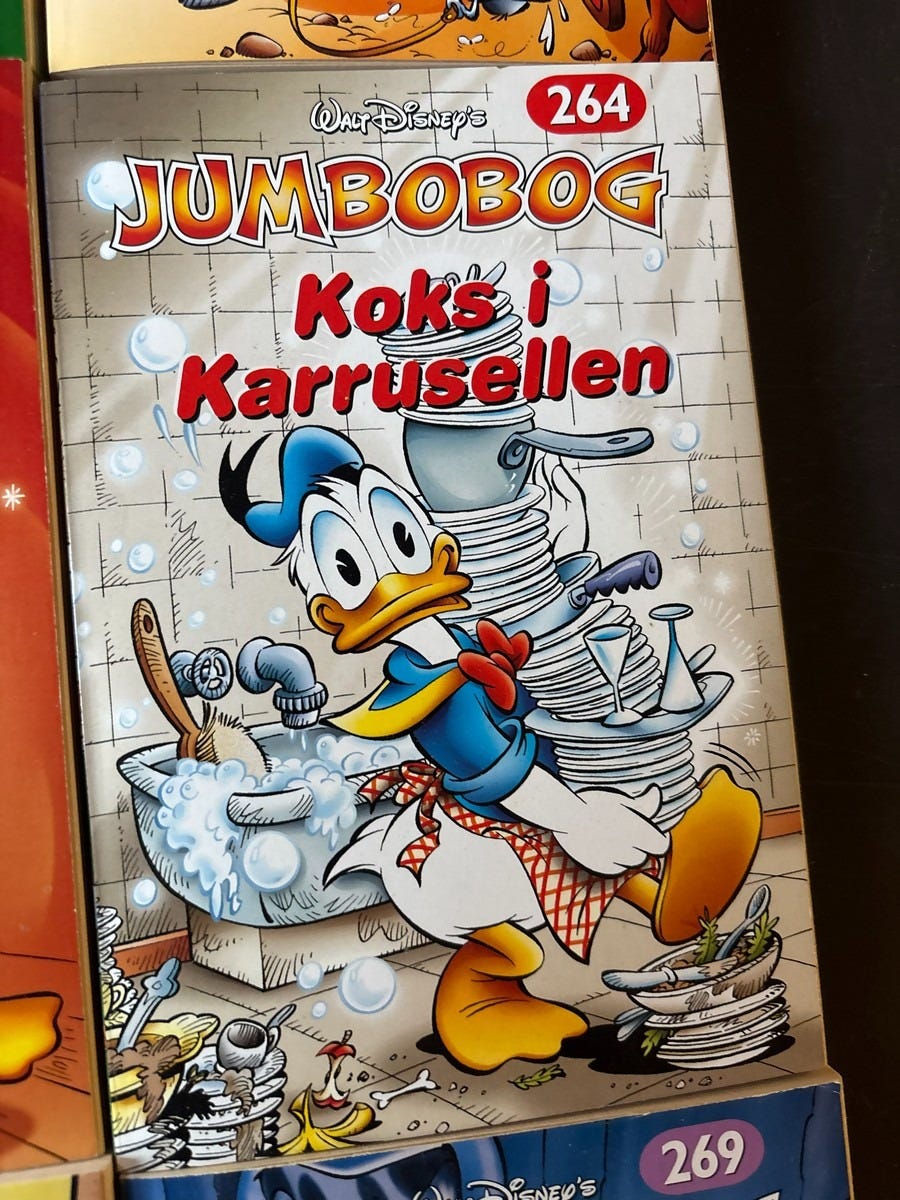 264
WALT DISNEY'S
JUMBOBOG
Koks i
Karrusellen
269
WALT DISNEY'S